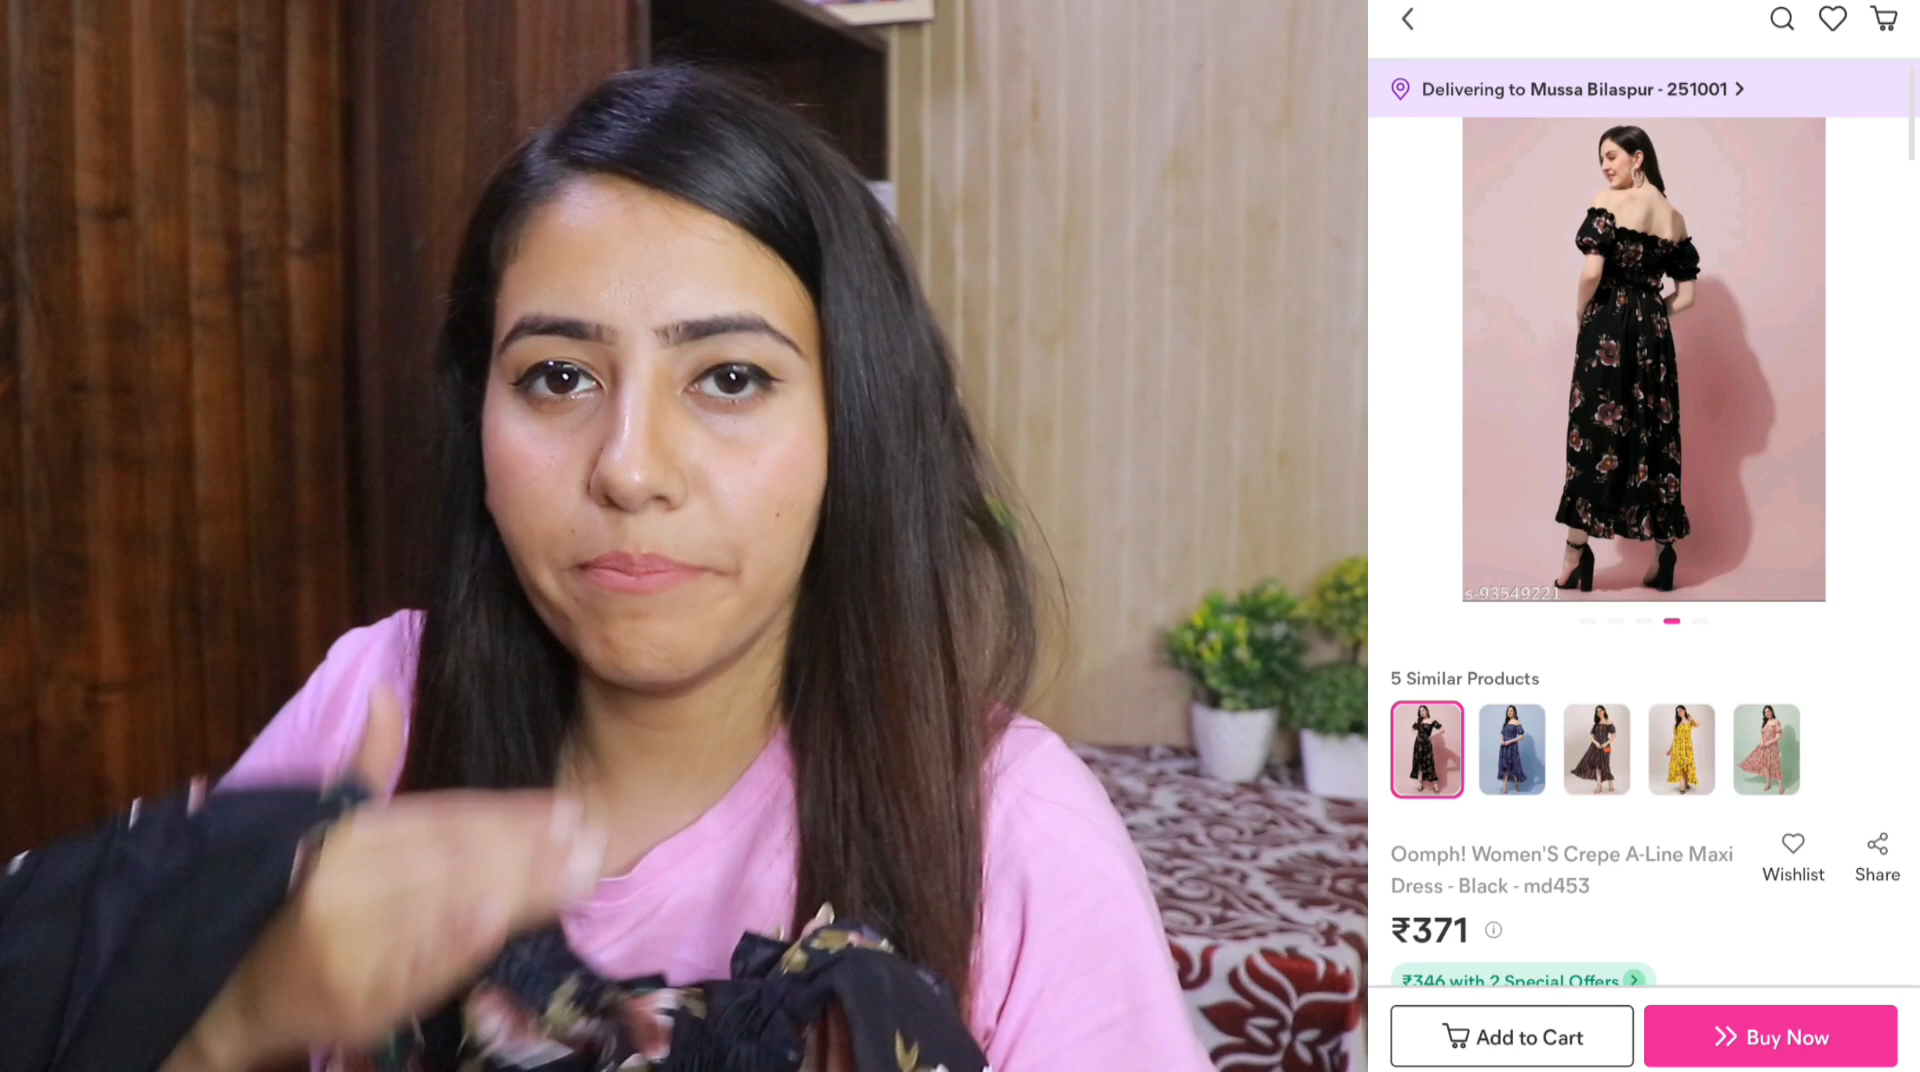 Delivering to Mussa Bilaspur - 251001
s-93549221
5 Similar Products
Oomph! Women'S Crepe A-Line Maxi
Dress - Black - md453
Wishlist
Share
₹371
₹346 with 2 Special Offers
Add to Cart
Buy Now